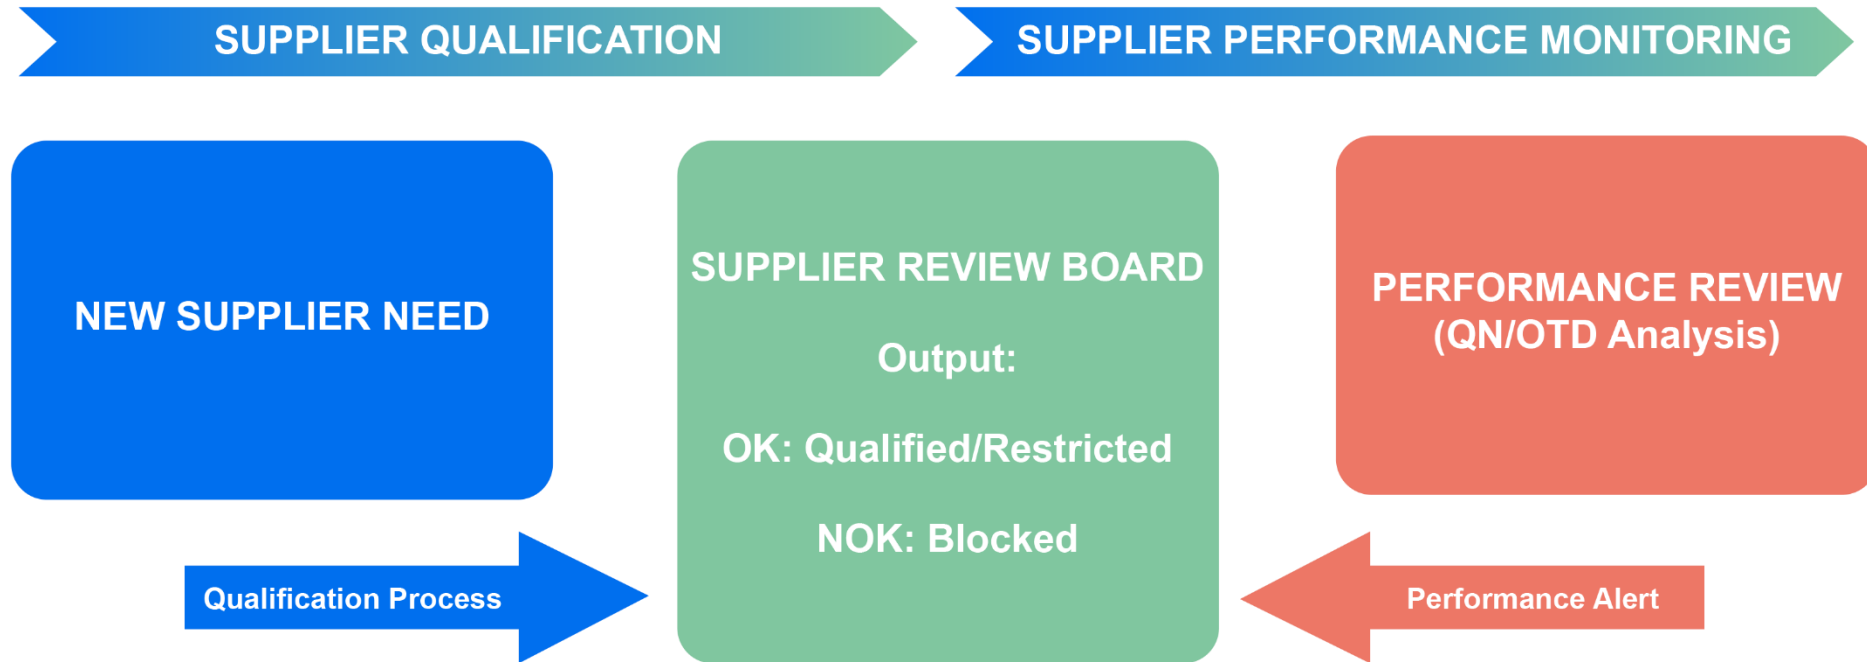 SUPPLIER QUALIFICATION
SUPPLIER PERFORMANCE MONITORING
NEW SUPPLIER NEED
SUPPLIER REVIEW BOARD
Output:
OK: Qualified/Restricted
NOK: Blocked
PERFORMANCE REVIEW
(QN/OTD Analysis)
Qualification Process
Performance Alert